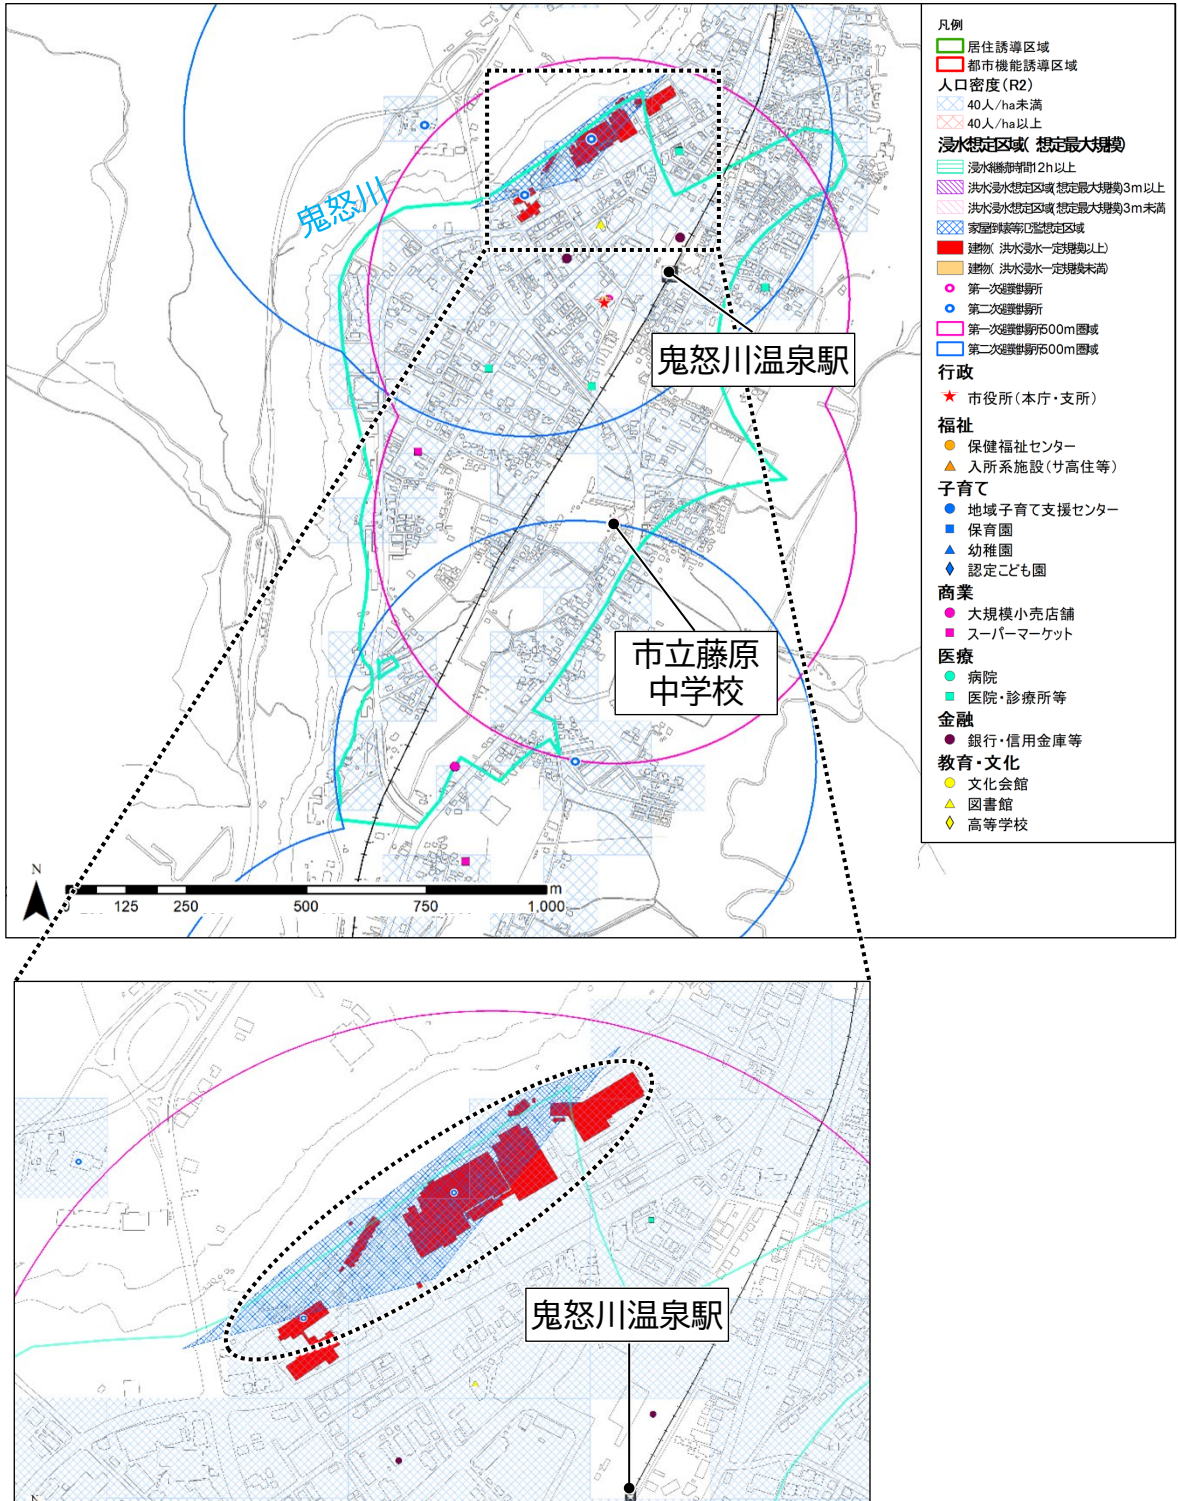 鬼怒川
鬼怒川温泉駅
市立藤原
中学校
N
125
250
500
750
1,000
m
凡例
居住誘導区域
都市機能誘導区域
人口密度(R2)
40人/ha未満
40人/ha以上
浸水想定区域(想定最大規模)
浸水継続時間12h以上
洪水浸水想定区域(想定最大規模)3m以上
洪水浸水想定区域(想定最大規模)3m未満
家屋倒壊等氾濫想定区域
建物(洪水浸水一定規模以上)
建物(洪水浸水一定規模未満)
第一次避難場所
第二次避難場所
第一次避難場所500m圏域
第二次避難場所500m圏域
行政
市役所(本庁・支所)
福祉
保健福祉センター
入所系施設(サ高住等)
子育て
地域子育て支援センター
保育園
幼稚園
認定こども園
商業
大規模小売店舗
スーパーマーケット
医療
病院
医院・診療所等
金融
銀行・信用金庫等
教育・文化
文化会館
図書館
高等学校
鬼怒川温泉駅